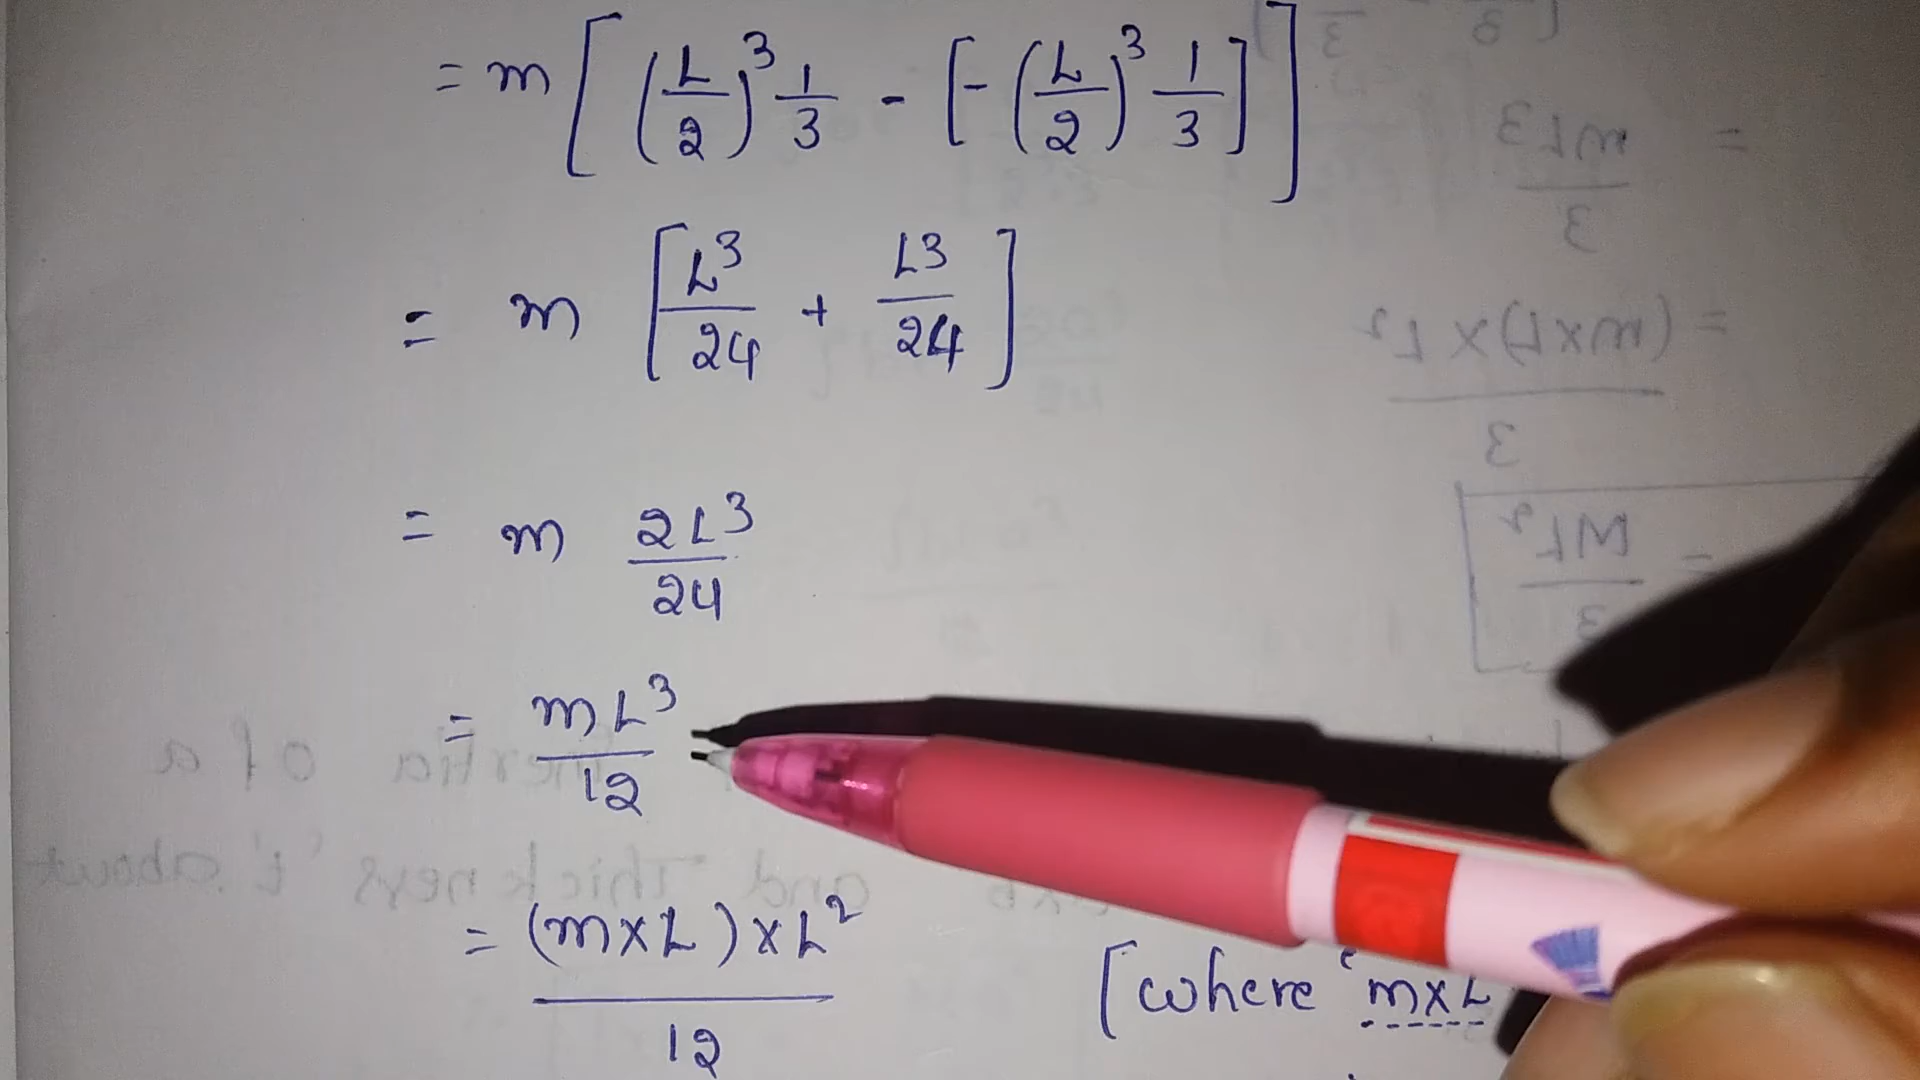 = m [ (L/2)³ 1/3 - [- (L/2)³ 1/3 ] ]
= m [ L³/24 + L³/24 ]
= m 2L³/24
= mL³/12
= (m×L)×L²/12 [where 'm×L